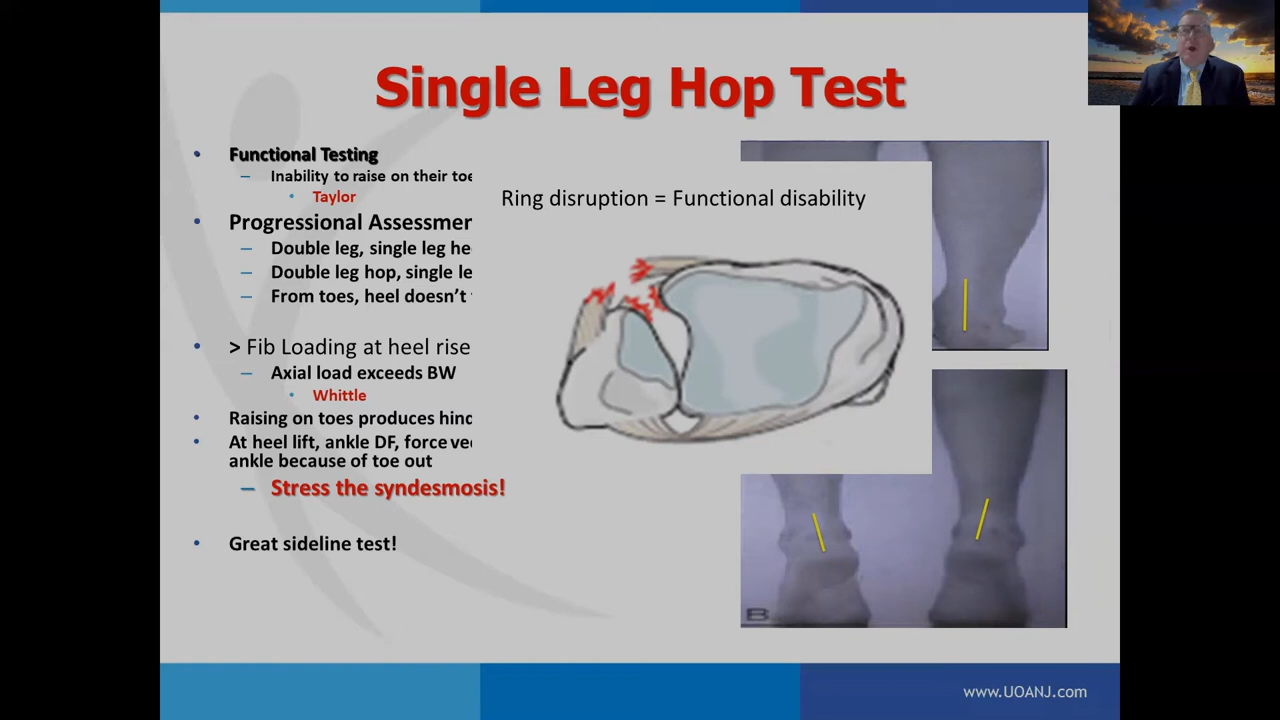 Single Leg Hop Test
• Functional Testing
– Inability to raise on their toe
• Taylor
• Progressional Assessmen
– Double leg, single leg he
– Double leg hop, single le
– From toes, heel doesn't
• > Fib Loading at heel rise
– Axial load exceeds BW
• Whittle
• Raising on toes produces hind
• At heel lift, ankle DF, force vec
ankle because of toe out
– Stress the syndesmosis!
• Great sideline test!
Ring disruption = Functional disability
B
www.UOANJ.com